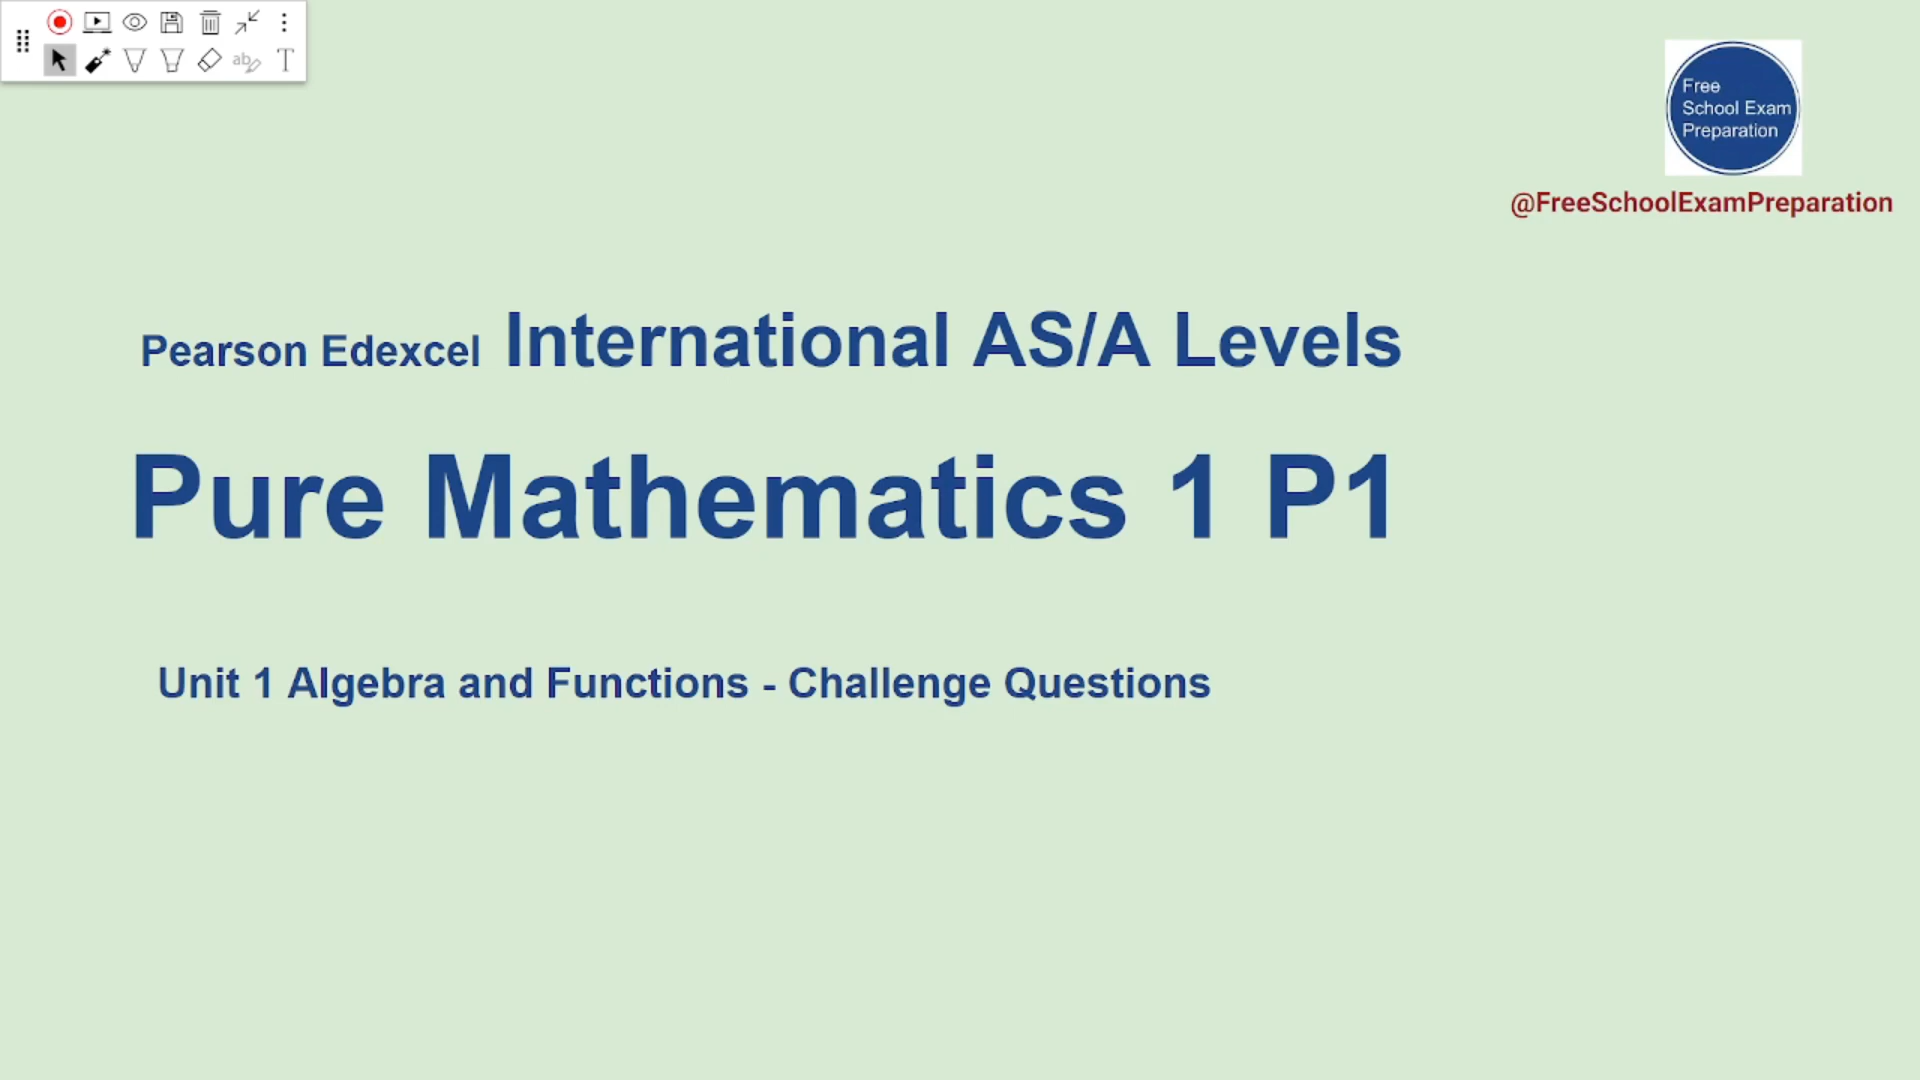 ab
T
Free
School Exam
Preparation
@FreeSchoolExamPreparation
Pearson Edexcel International AS/A Levels
Pure Mathematics 1 P1
Unit 1 Algebra and Functions - Challenge Questions